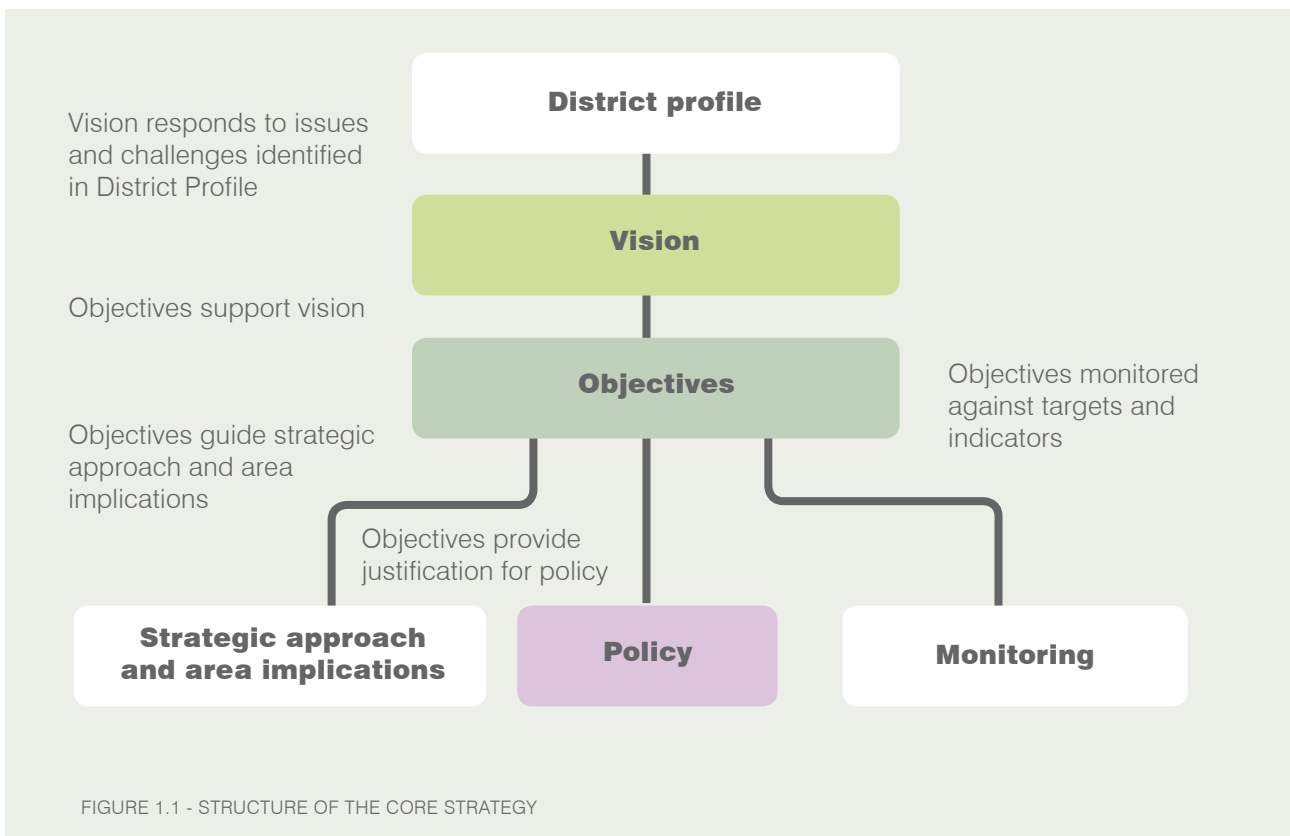 District profile
Vision responds to issues
and challenges identified
in District Profile
Vision
Objectives support vision
Objectives
Objectives monitored
against targets and
indicators
Objectives guide strategic
approach and area
implications
Objectives provide
justification for policy
Strategic approach
and area implications
Policy
Monitoring
FIGURE 1.1 - STRUCTURE OF THE CORE STRATEGY